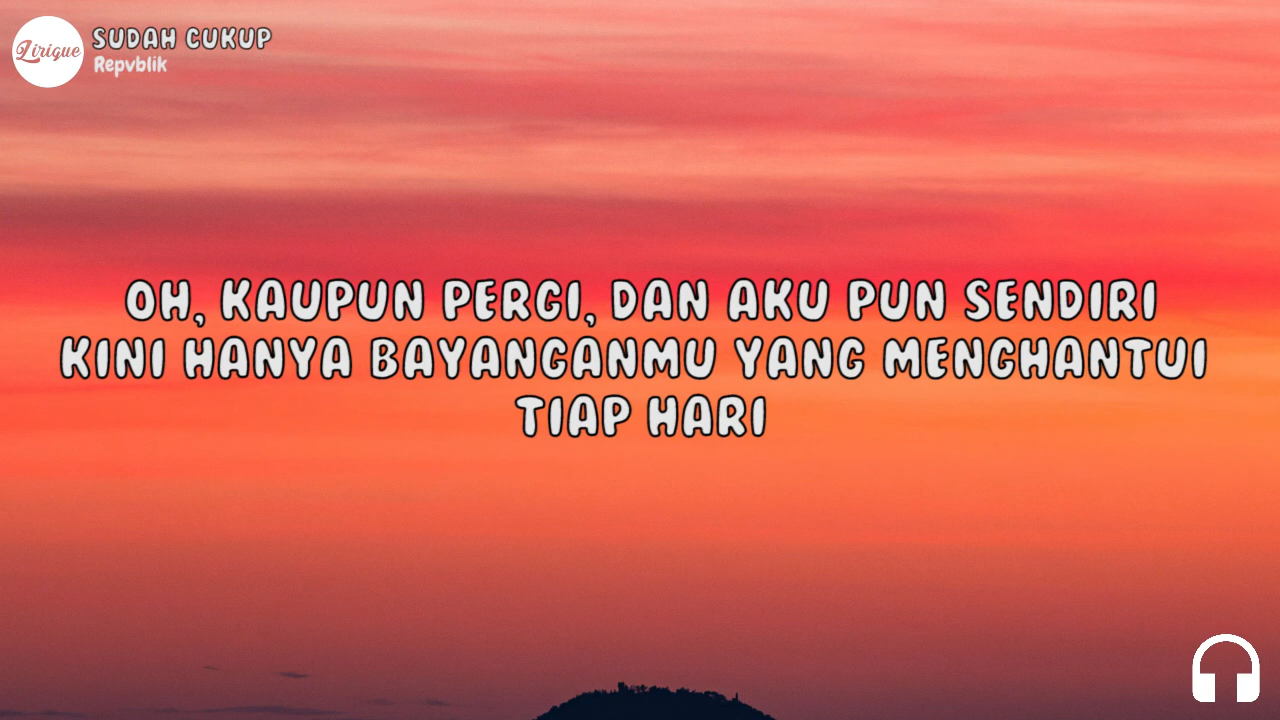 Lirique
SUDAH CUKUP
Repvblik
OH, KAUPUN PERGI, DAN AKU PUN SENDIRI
KINI HANYA BAYANGANMU YANG MENGHANTUI
TIAP HARI